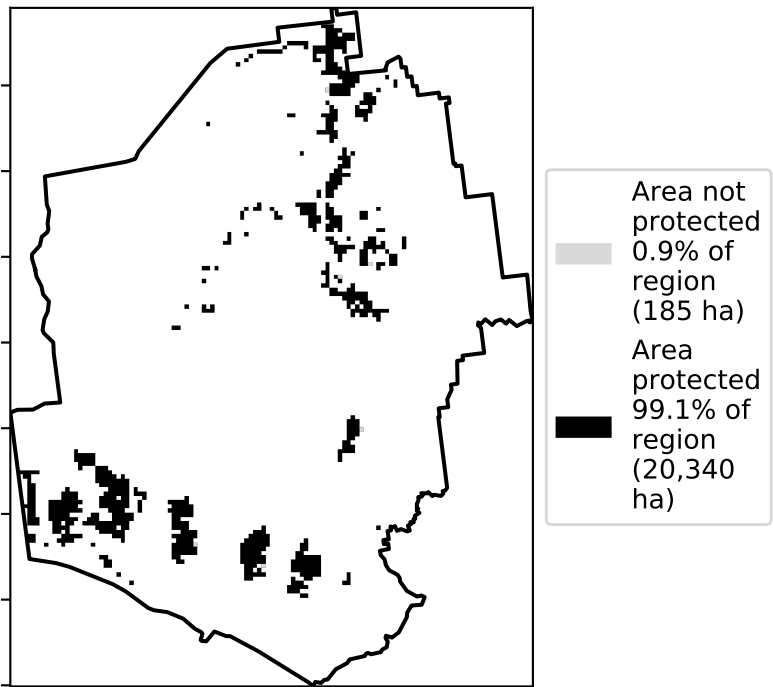 Area not
protected
0.9% of
region
(185 ha)
Area
protected
99.1% of
region
(20,340
ha)